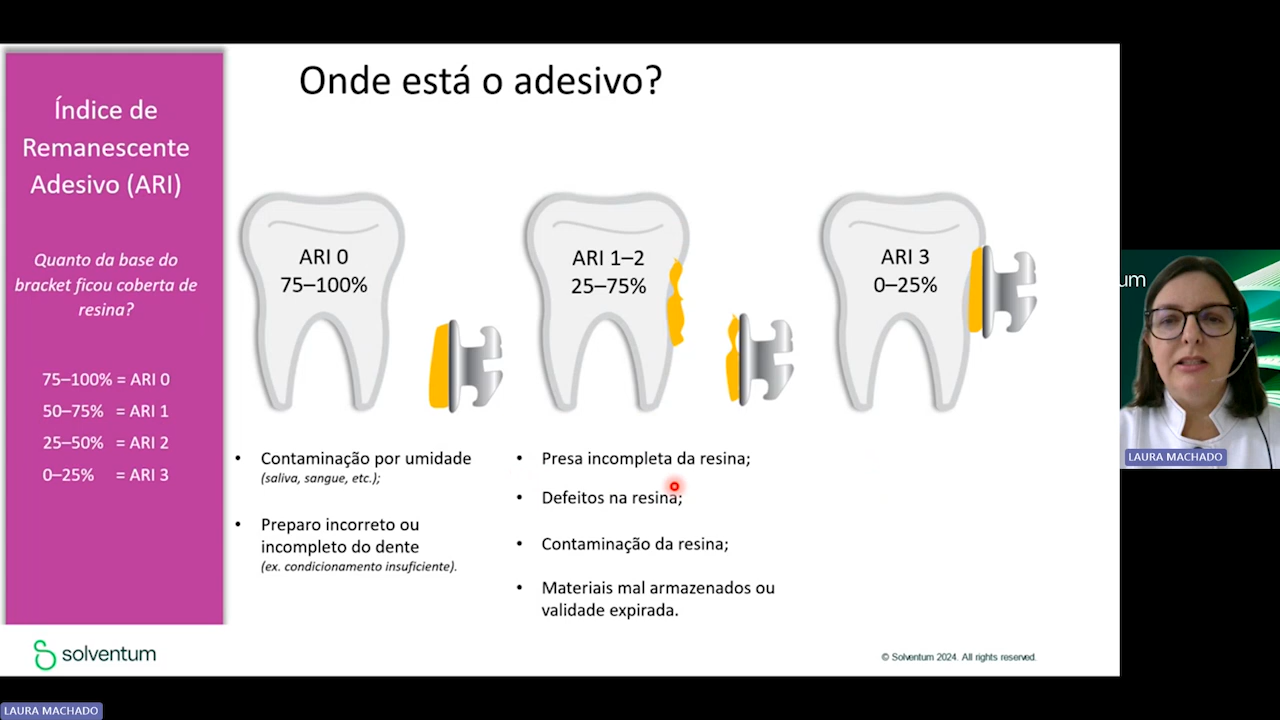 Onde está o adesivo?
Índice de
Remanescente
Adesivo (ARI)
Quanto da base do
bracket ficou coberta de
resina?
75–100% = ARI 0
50–75% = ARI 1
25–50% = ARI 2
0–25% = ARI 3
ARI 0
75–100%
ARI 1–2
25–75%
ARI 3
0–25%
• Contaminação por umidade
(saliva, sangue, etc.);
• Preparo incorreto ou
incompleto do dente
(ex. condicionamento insuficiente).
• Presa incompleta da resina;
• Defeitos na resina;
• Contaminação da resina;
• Materiais mal armazenados ou
validade expirada.
solventum
© Solventum 2024. All rights reserved.
um
LAURA MACHADO
LAURA MACHADO